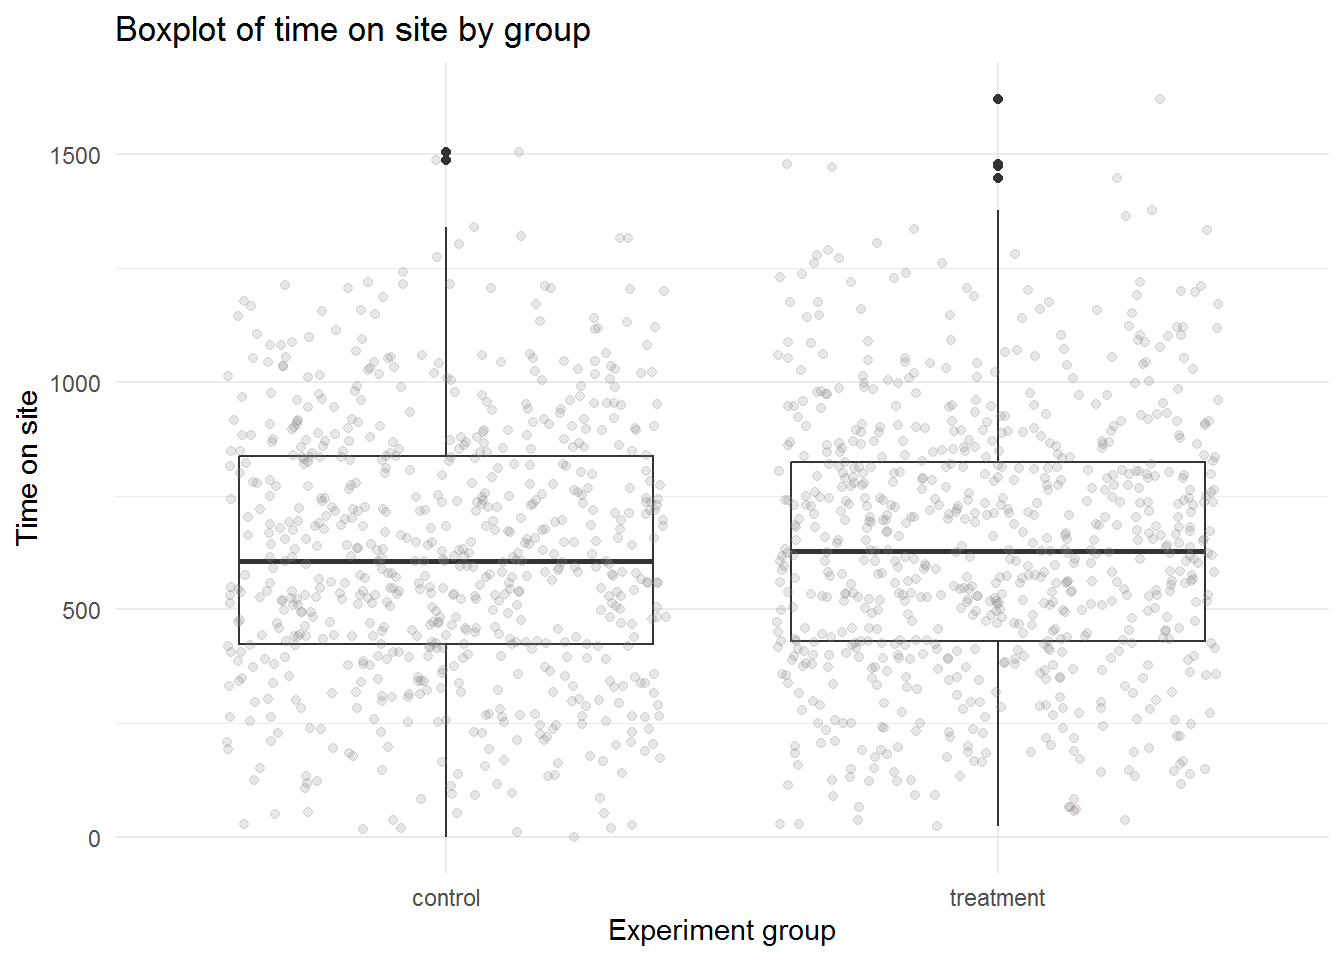 Boxplot of time on site by group
1500
1000
500
0
Time on site
control
treatment
Experiment group